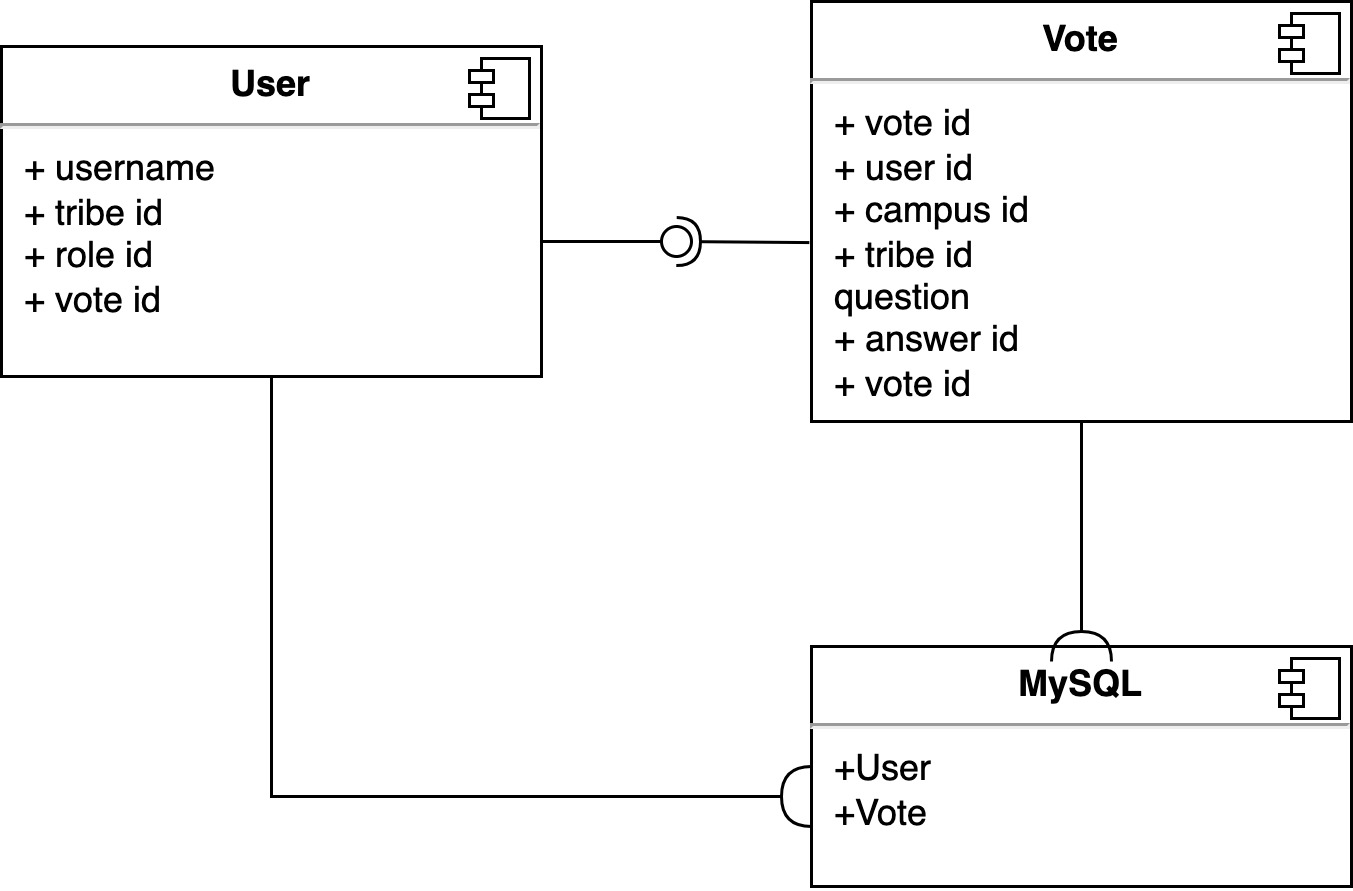 User
+ username
+ tribe id
+ role id
+ vote id
Vote
+ vote id
+ user id
+ campus id
+ tribe id
question
+ answer id
+ vote id
MySQL
+User
+Vote